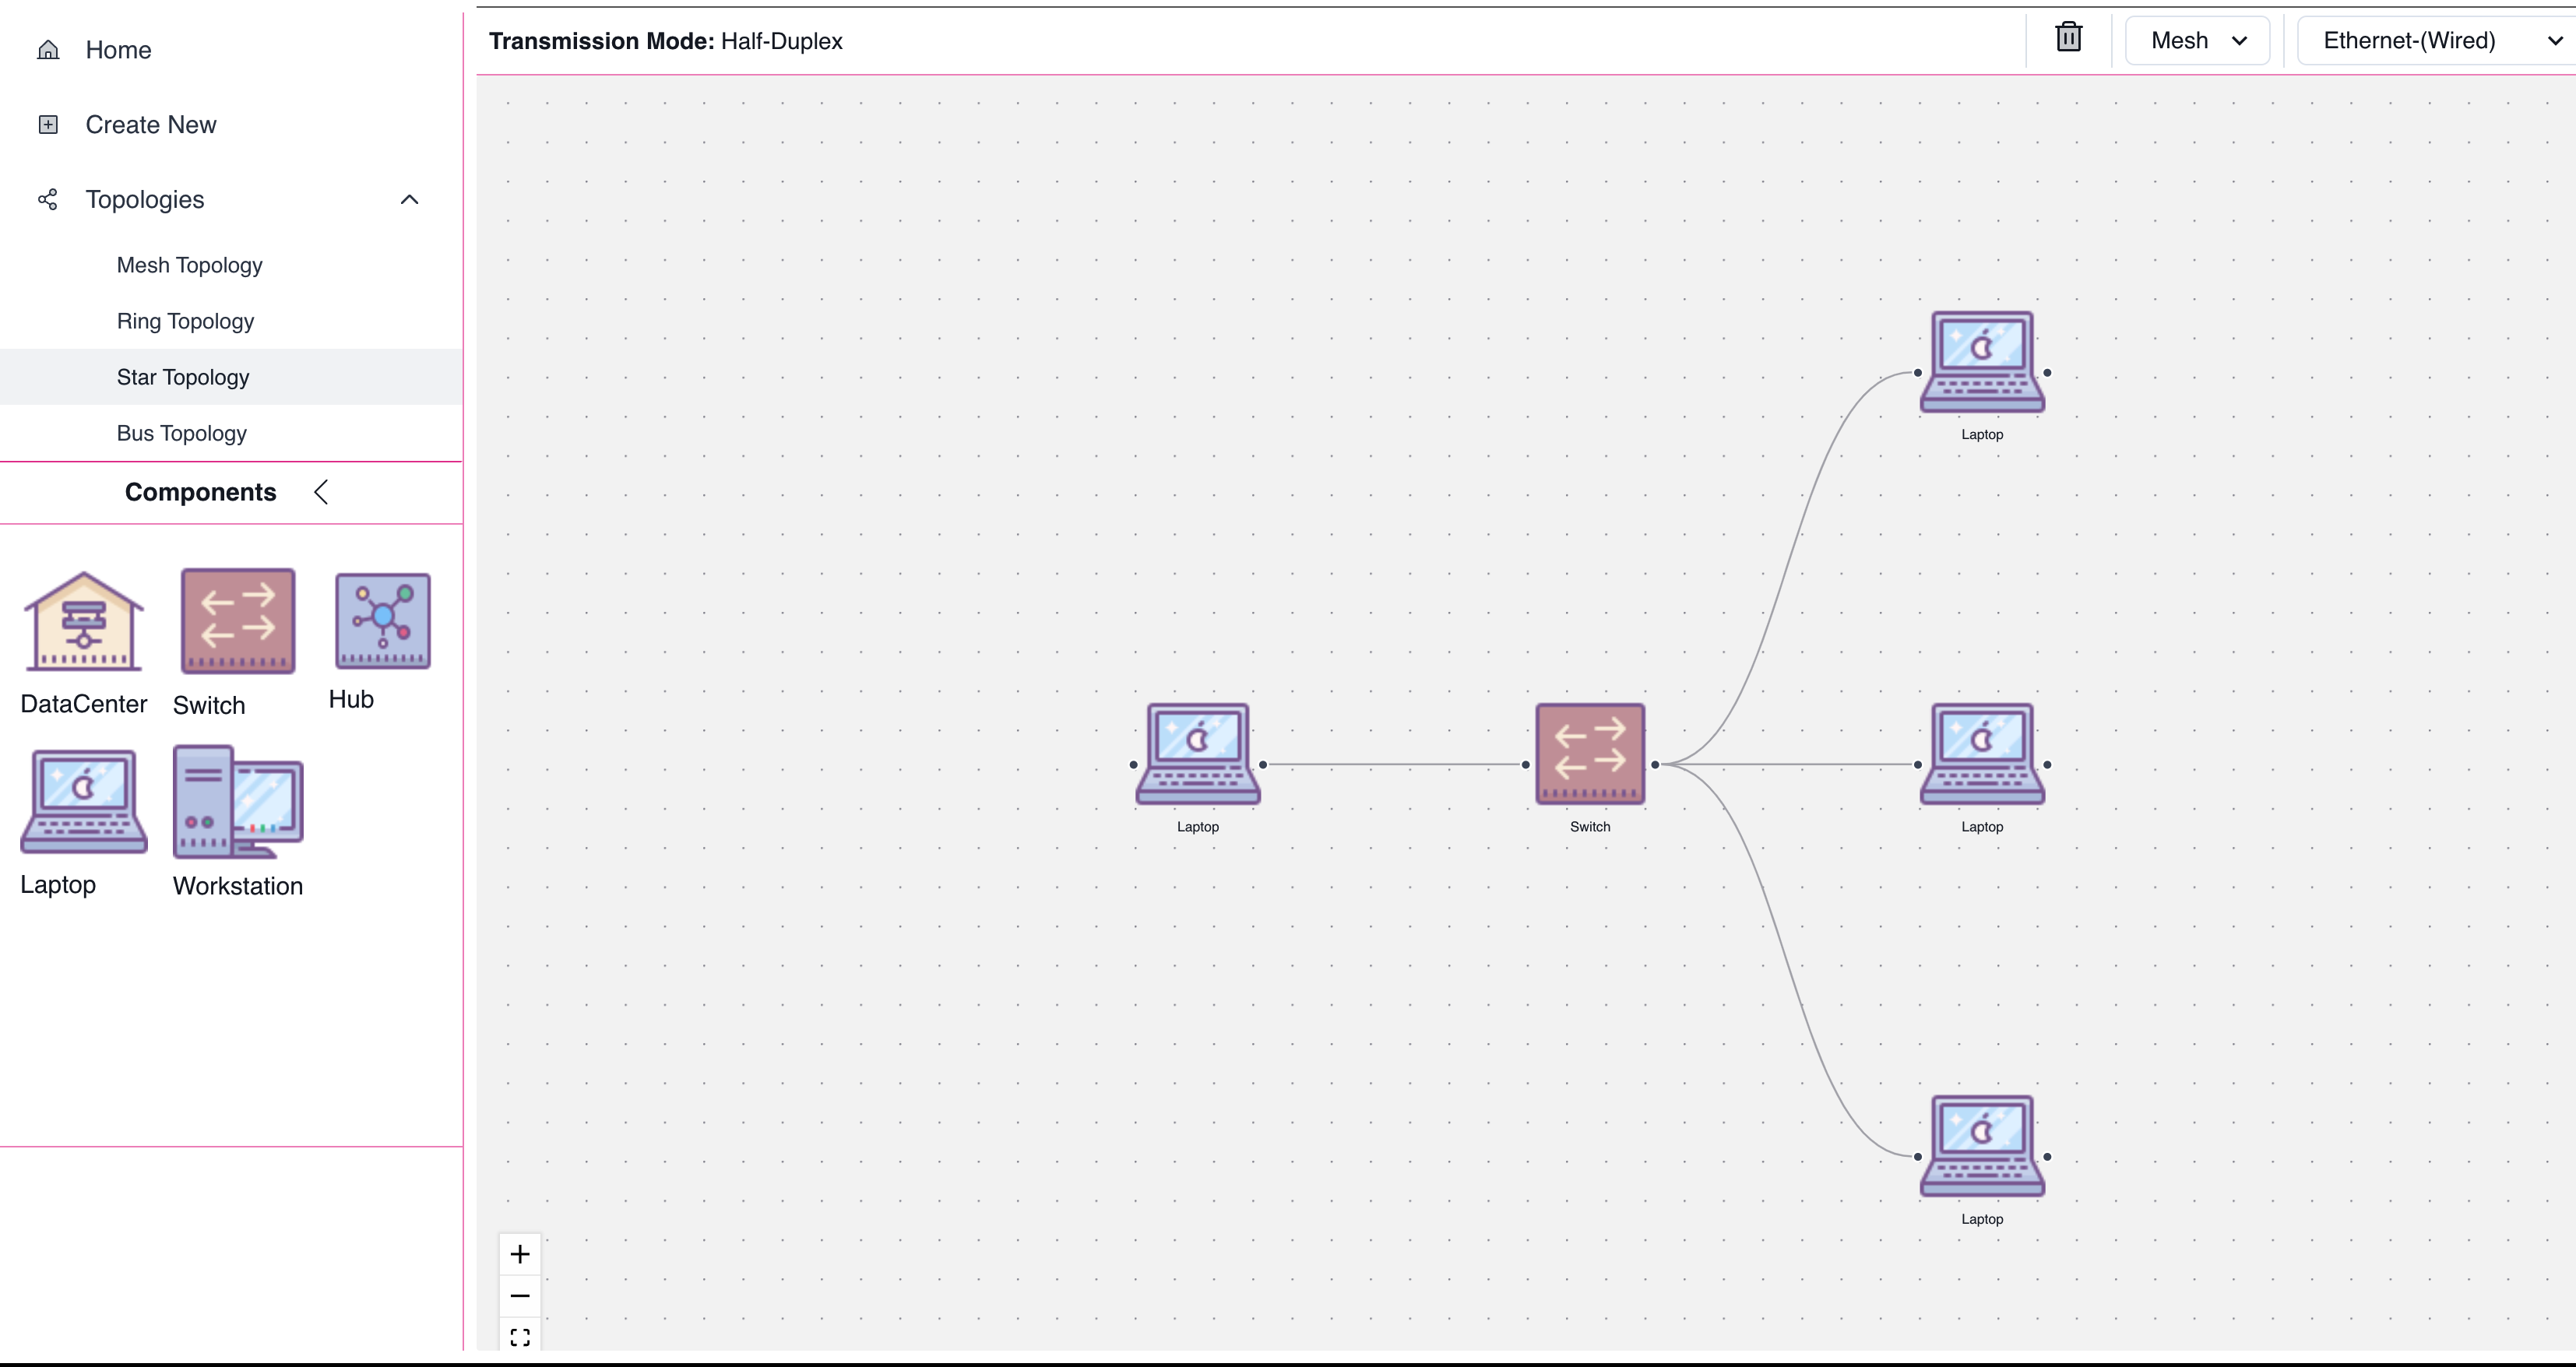 Home
Create New
Topologies
Mesh Topology
Ring Topology
Star Topology
Bus Topology
Components
DataCenter
Switch
Hub
Laptop
Workstation
Transmission Mode: Half-Duplex
Mesh
Ethernet-(Wired)
Laptop
Laptop
Switch
Laptop
Laptop